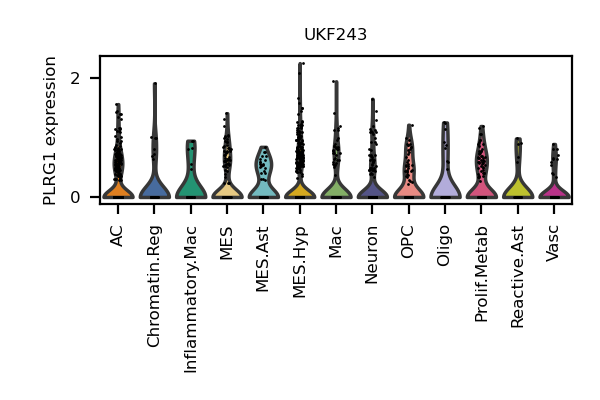 UKF243
PLRG1 expression
2
0
AC
Chromatin.Reg
Inflammatory.Mac
MES
MES.Ast
MES.Hyp
Mac
Neuron
OPC
Oligo
Prolif.Metab
Reactive.Ast
Vasc